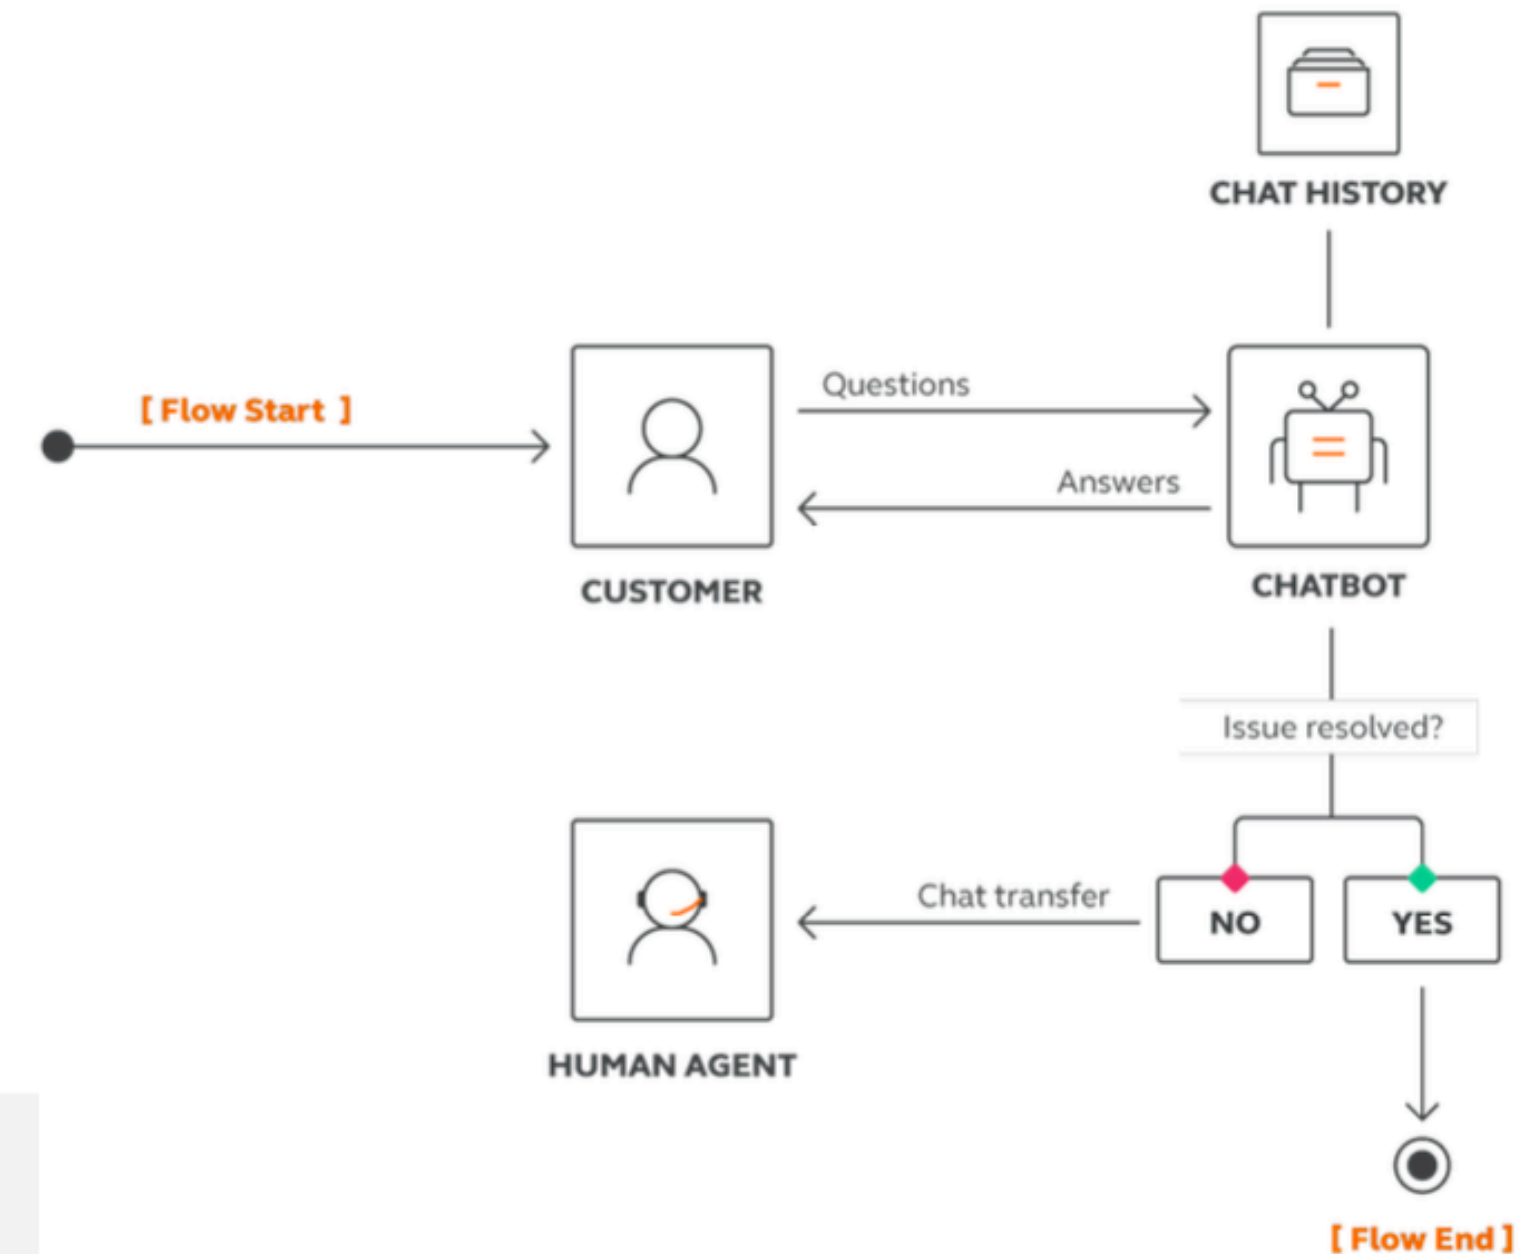 CHAT HISTORY
[ Flow Start ]
Questions
Answers
CUSTOMER
CHATBOT
Issue resolved?
Chat transfer
NO
YES
HUMAN AGENT
[ Flow End ]